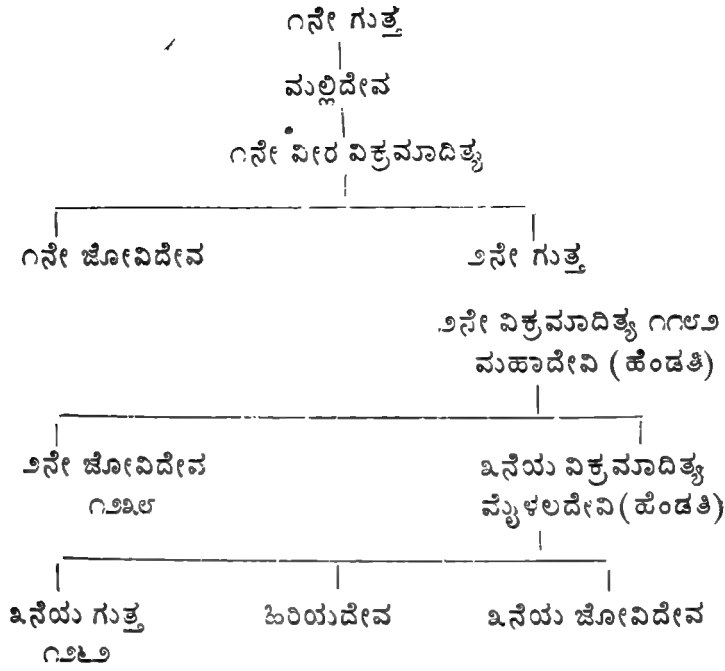 ೧ನೇ ಗುತ್ತ
ಮಲ್ಲಿದೇವ
೧ನೇ ವೀರ ವಿಕ್ರಮಾದಿತ್ಯ
೧ನೇ ಜೋವಿದೇವ ೨ನೇ ಗುತ್ತ
೨ನೇ ವಿಕ್ರಮಾದಿತ್ಯ ೧೧೮೨
ಮಹಾದೇವಿ (ಹೆಂಡತಿ)
೨ನೇ ಜೋವಿದೇವ ೩ನೆಯ ವಿಕ್ರಮಾದಿತ್ಯ
೧೨೩೮ ಮೈಳಲದೇವಿ (ಹೆಂಡತಿ)
೩ನೆಯ ಗುತ್ತ ಹಿರಿಯದೇವ ೩ನೆಯ ಜೋವಿದೇವ
೧೨೬೨